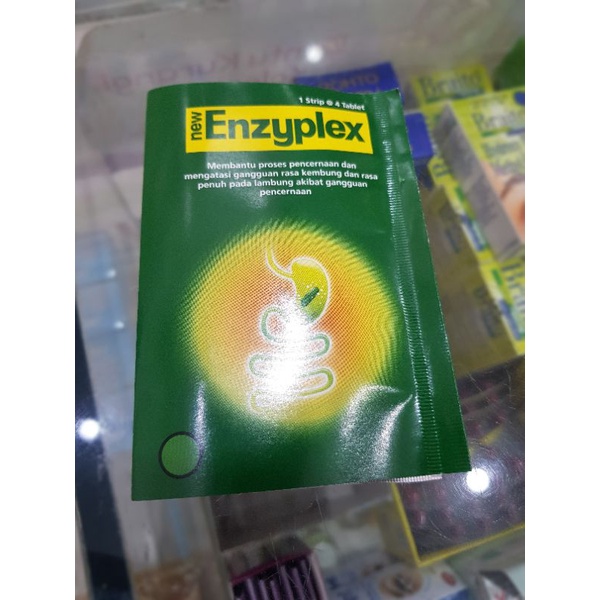 1 Strip @ 4 Tablet
new Enzyplex
Membantu proses pencernaan dan
mengatasi gangguan rasa kembung dan rasa
penuh pada lambung akibat gangguan
pencernaan